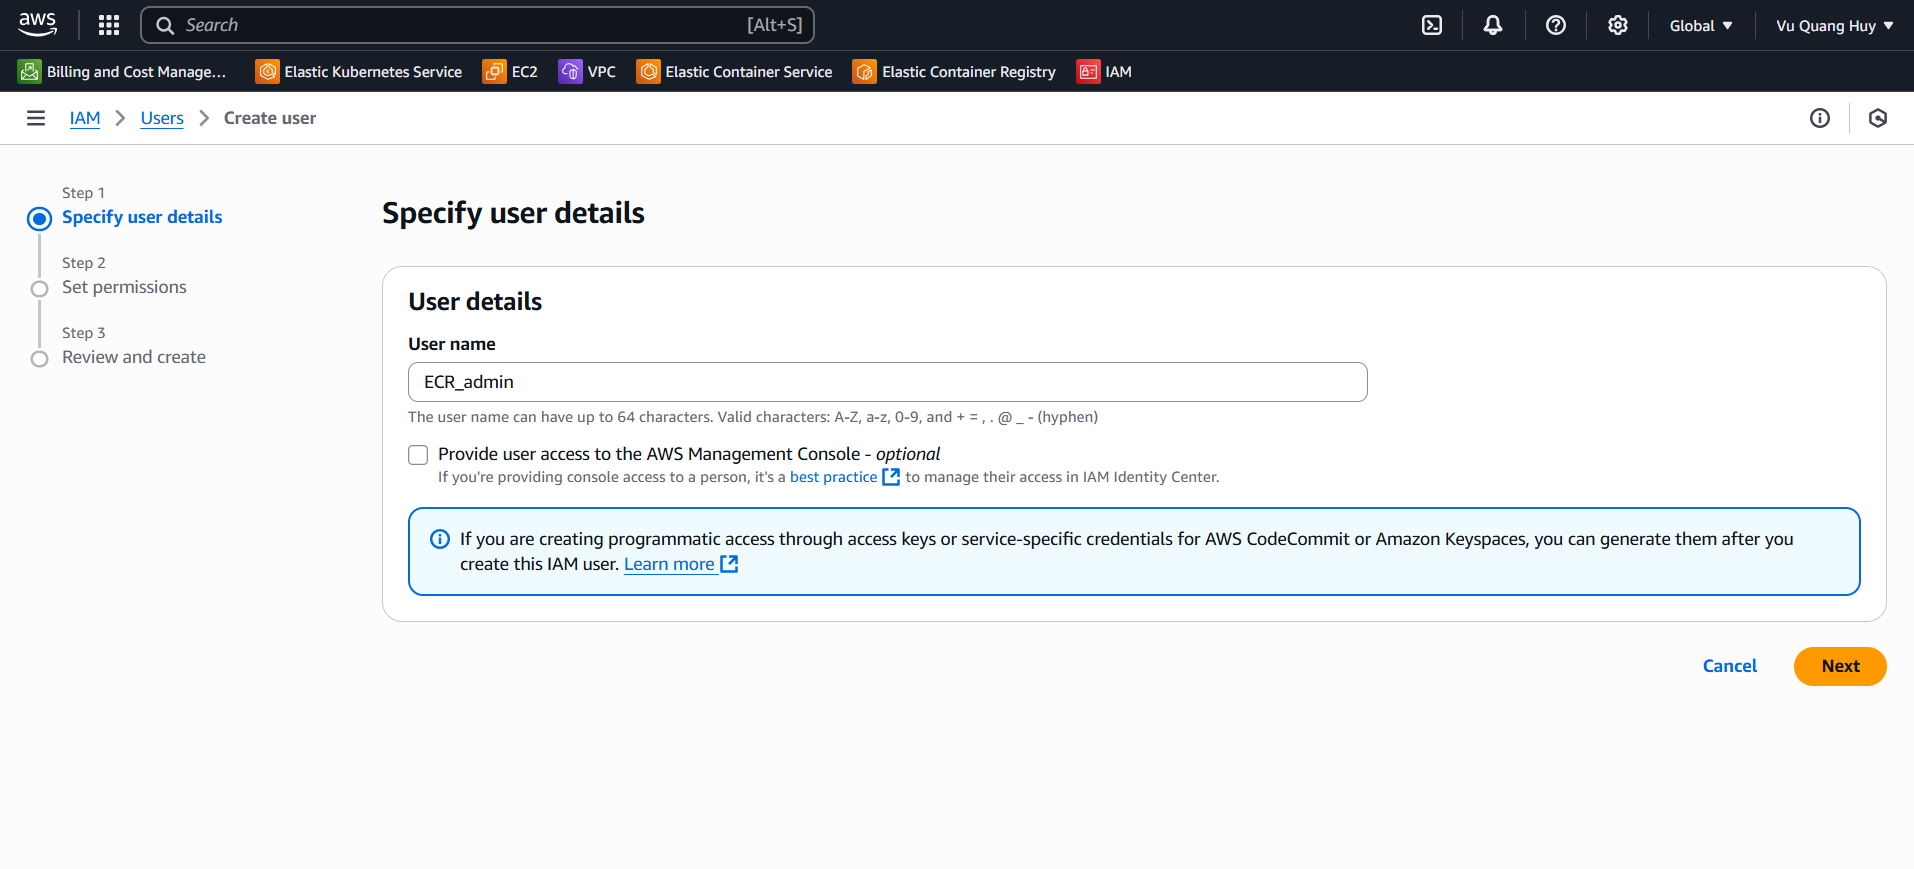 aws
Search
[Alt+S]
Global
Vu Quang Huy
Billing and Cost Manage...
Elastic Kubernetes Service
EC2
VPC
Elastic Container Service
Elastic Container Registry
IAM
IAM
Users
Create user
Step 1
Specify user details
Step 2
Set permissions
Step 3
Review and create
Specify user details
User details
User name
ECR_admin
The user name can have up to 64 characters. Valid characters: A-Z, a-z, 0-9, and + = , . @ _ - (hyphen)
Provide user access to the AWS Management Console - optional
If you're providing console access to a person, it's a best practice to manage their access in IAM Identity Center.
If you are creating programmatic access through access keys or service-specific credentials for AWS CodeCommit or Amazon Keyspaces, you can generate them after you
create this IAM user. Learn more
Cancel
Next